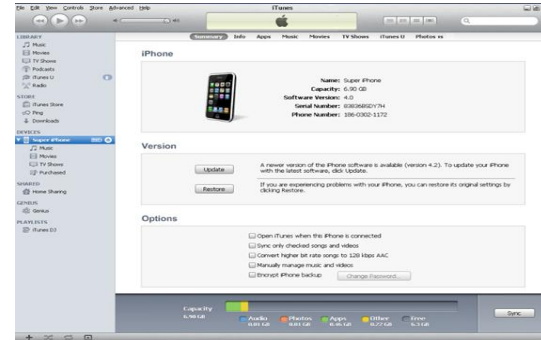 File Edit View Controls Store Advanced Help
iTunes
Summary Info Apps Music Movies TV Shows iTunes U Photos
LIBRARY
Music
Movies
TV Shows
Podcasts
iTunes U
Radio
STORE
iTunes Store
Ping
Downloads
DEVICES
Super iPhone
Music
Movies
TV Shows
Purchased
SHARED
Home Sharing
GENIUS
Genius
PLAYLISTS
iTunes DJ
iPhone
Name: Super iPhone
Capacity: 6.90 GB
Software Version: 4.0
Serial Number:
Phone Number: 186-0302-1172
Version
Update
A newer version of the iPhone software is available (version 4.2). To update your iPhone
with the latest software, click Update.
Restore
If you are experiencing problems with your iPhone, you can restore its original settings by
clicking Restore.
Options
Open iTunes when this iPhone is connected
Sync only checked songs and videos
Convert higher bit rate songs to 128 kbps AAC
Manually manage music and videos
Encrypt iPhone backup
Change Password...
Capacity
6.90 GB
Audio Photos Apps Other Free
Sync